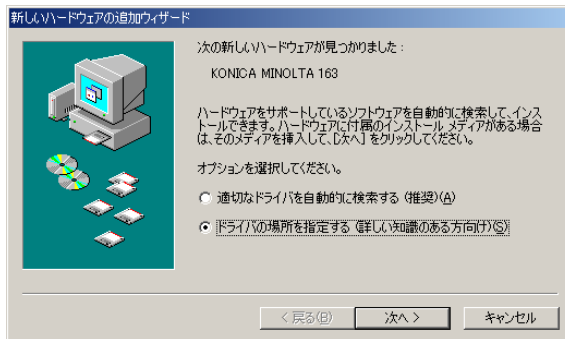 新しいハードウェアの追加ウィザード
次の新しいハードウェアが見つかりました :
KONICA MINOLTA 163
ハードウェアをサポートしているソフトウェアを自動的に検索して、インス
トールできます。ハードウェアに付属のインストール メディアがある場合
は、そのメディアを挿入して、[次へ] をクリックしてください。
オプションを選択してください。
適切なドライバを自動的に検索する (推奨)(A)
ドライバの場所を指定する (詳しい知識のある方向け)(S)
< 戻る(B)
次へ >
キャンセル